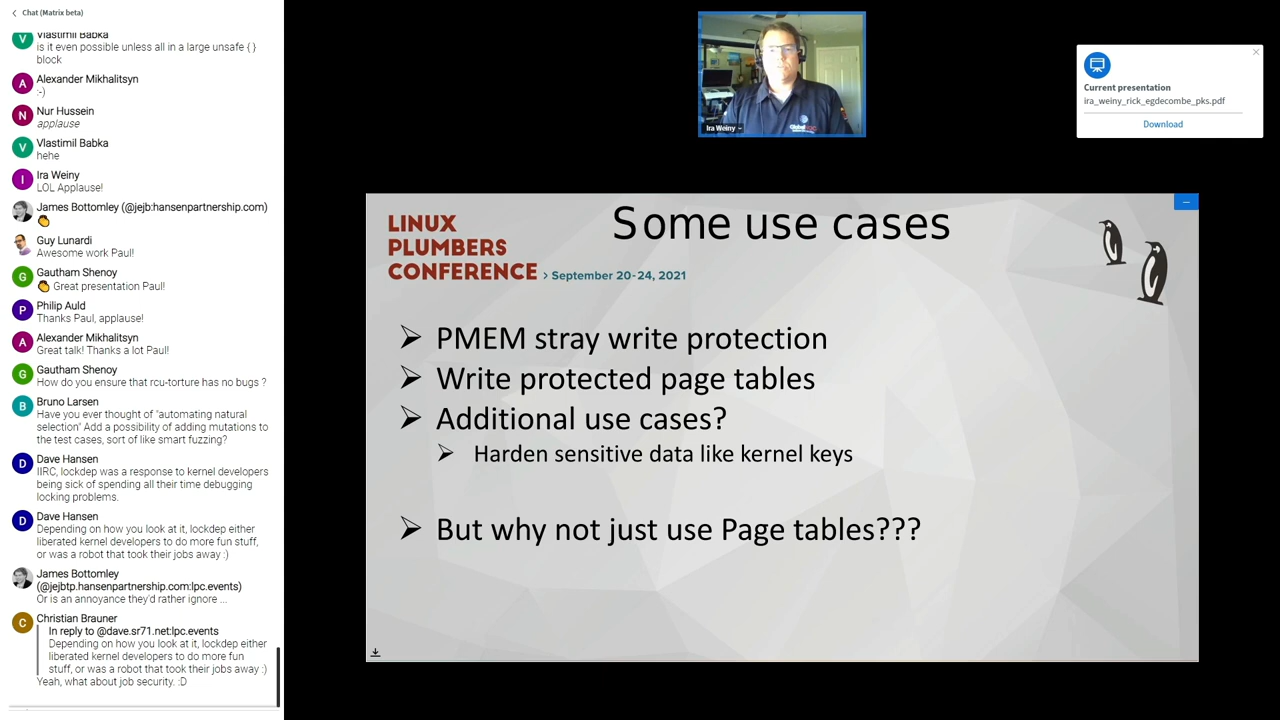 Chat (Matrix beta)
Vlastimil Babka
is it even possible unless all in a large unsafe { }
block
Alexander Mikhalitsyn
:-)
Nur Hussein
applause
Vlastimil Babka
hehe
Ira Weiny
LOL Applause!
James Bottomley (@jejb:hansenpartnership.com)
👏
Guy Lunardi
Awesome work Paul!
Gautham Shenoy
👏 Great presentation Paul!
Philip Auld
Thanks Paul, applause!
Alexander Mikhalitsyn
Great talk! Thanks a lot Paul!
Gautham Shenoy
How do you ensure that rcu-torture has no bugs ?
Bruno Larsen
Have you ever thought of "automating natural
selection" Add a possibility of adding mutations to
the test cases, sort of like smart fuzzing?
Dave Hansen
IIRC, lockdep was a response to kernel developers
being sick of spending all their time debugging
locking problems.
Dave Hansen
Depending on how you look at it, lockdep either
liberated kernel developers to do more fun stuff,
or was a robot that took their jobs away :)
James Bottomley
(@jejbtp.hansenpartnership.com:lpc.events)
Or is an annoyance they'd rather ignore ...
Christian Brauner
In reply to @dave.sr71.net:lpc.events
Depending on how you look at it, lockdep either
liberated kernel developers to do more fun
stuff, or was a robot that took their jobs away :)
Yeah, what about job security. :D
V
A
N
V
I
G
P
A
G
B
D
D
C
Ira Weiny
Global
Current presentation
ira_weiny_rick_egdecombe_pks.pdf
Download
LINUX
PLUMBERS
CONFERENCE > September 20-24, 2021
Some use cases
PMEM stray write protection
Write protected page tables
Additional use cases?
Harden sensitive data like kernel keys
But why not just use Page tables???